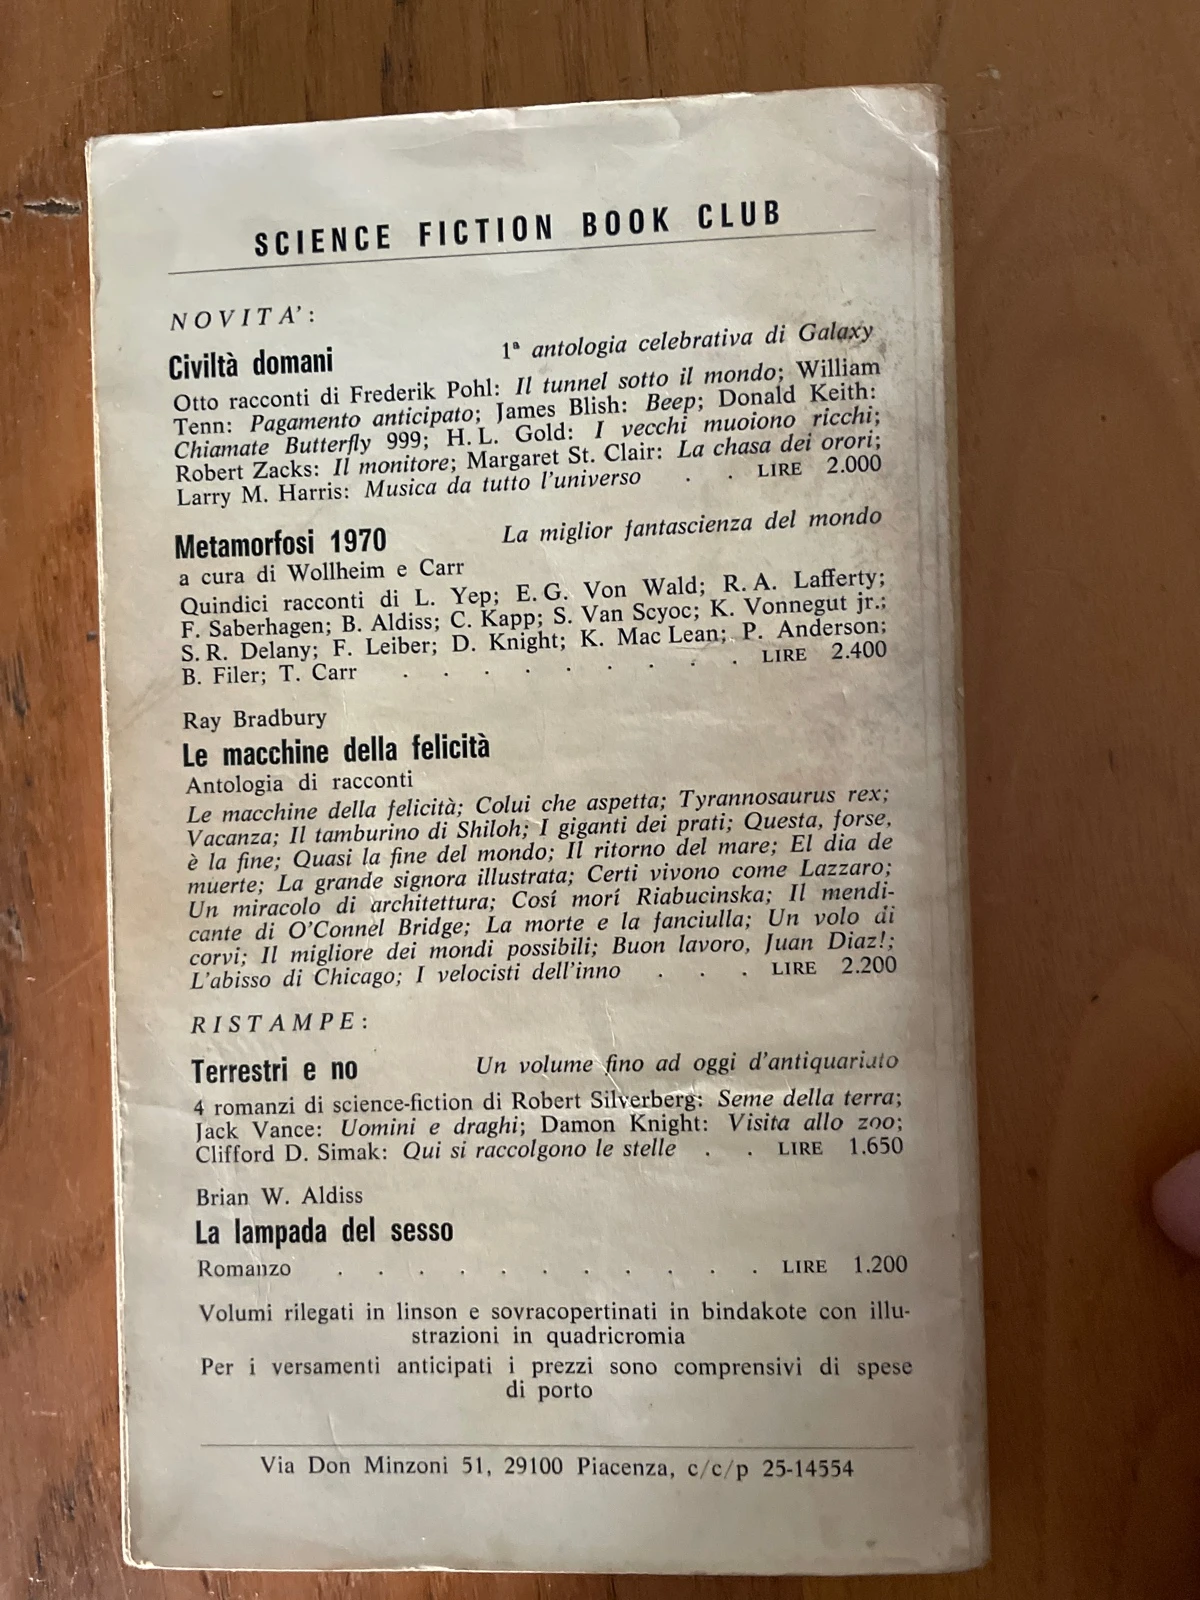 SCIENCE FICTION BOOK CLUB
NOVITA':
Civiltà domani 1ª antologia celebrativa di Galaxy
Otto racconti di Frederik Pohl: Il tunnel sotto il mondo; William
Tenn: Pagamento anticipato; James Blish: Beep; Donald Keith:
Chiamate Butterfly 999; H. L. Gold: I vecchi muoiono ricchi;
Robert Zacks: Il monitore; Margaret St. Clair: La chasa dei orori;
Larry M. Harris: Musica da tutto l'universo . . LIRE 2.000
Metamorfosi 1970 La miglior fantascienza del mondo
a cura di Wollheim e Carr
Quindici racconti di L. Yep; E. G. Von Wald; R. A. Lafferty;
F. Saberhagen; B. Aldiss; C. Kapp; S. Van Scyoc; K. Vonnegut jr.;
S. R. Delany; F. Leiber; D. Knight; K. Mac Lean; P. Anderson;
B. Filer; T. Carr . . . . . . . . . LIRE 2.400
Ray Bradbury
Le macchine della felicità
Antologia di racconti
Le macchine della felicità; Colui che aspetta; Tyrannosaurus rex;
Vacanza; Il tamburino di Shiloh; I giganti dei prati; Questa, forse,
è la fine; Quasi la fine del mondo; Il ritorno del mare; El dia de
muerte; La grande signora illustrata; Certi vivono come Lazzaro;
Un miracolo di architettura; Cosí morí Riabucinska; Il mendi-
cante di O'Connel Bridge; La morte e la fanciulla; Un volo di
corvi; Il migliore dei mondi possibili; Buon lavoro, Juan Diaz!;
L'abisso di Chicago; I velocisti dell'inno . . . LIRE 2.200
RISTAMPE:
Terrestri e no Un volume fino ad oggi d'antiquariato
4 romanzi di science-fiction di Robert Silverberg: Seme della terra;
Jack Vance: Uomini e draghi; Damon Knight: Visita allo zoo;
Clifford D. Simak: Qui si raccolgono le stelle . . LIRE 1.650
Brian W. Aldiss
La lampada del sesso
Romanzo . . . . . . . . . . . LIRE 1.200
Volumi rilegati in linson e sovracopertinati in bindakote con illu-
strazioni in quadricromia
Per i versamenti anticipati i prezzi sono comprensivi di spese
di porto
Via Don Minzoni 51, 29100 Piacenza, c/c/p 25-14554